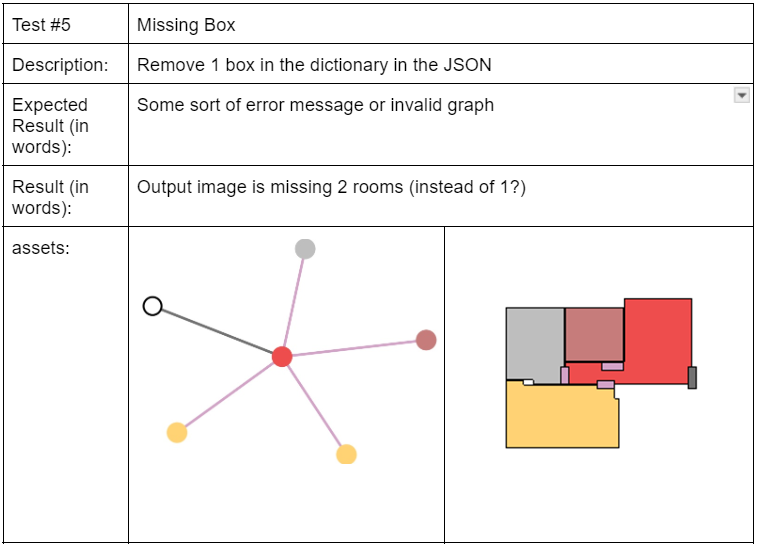 Test #5
Missing Box
Description:
Remove 1 box in the dictionary in the JSON
Expected
Result (in
words):
Some sort of error message or invalid graph
Result (in
words):
Output image is missing 2 rooms (instead of 1?)
assets: